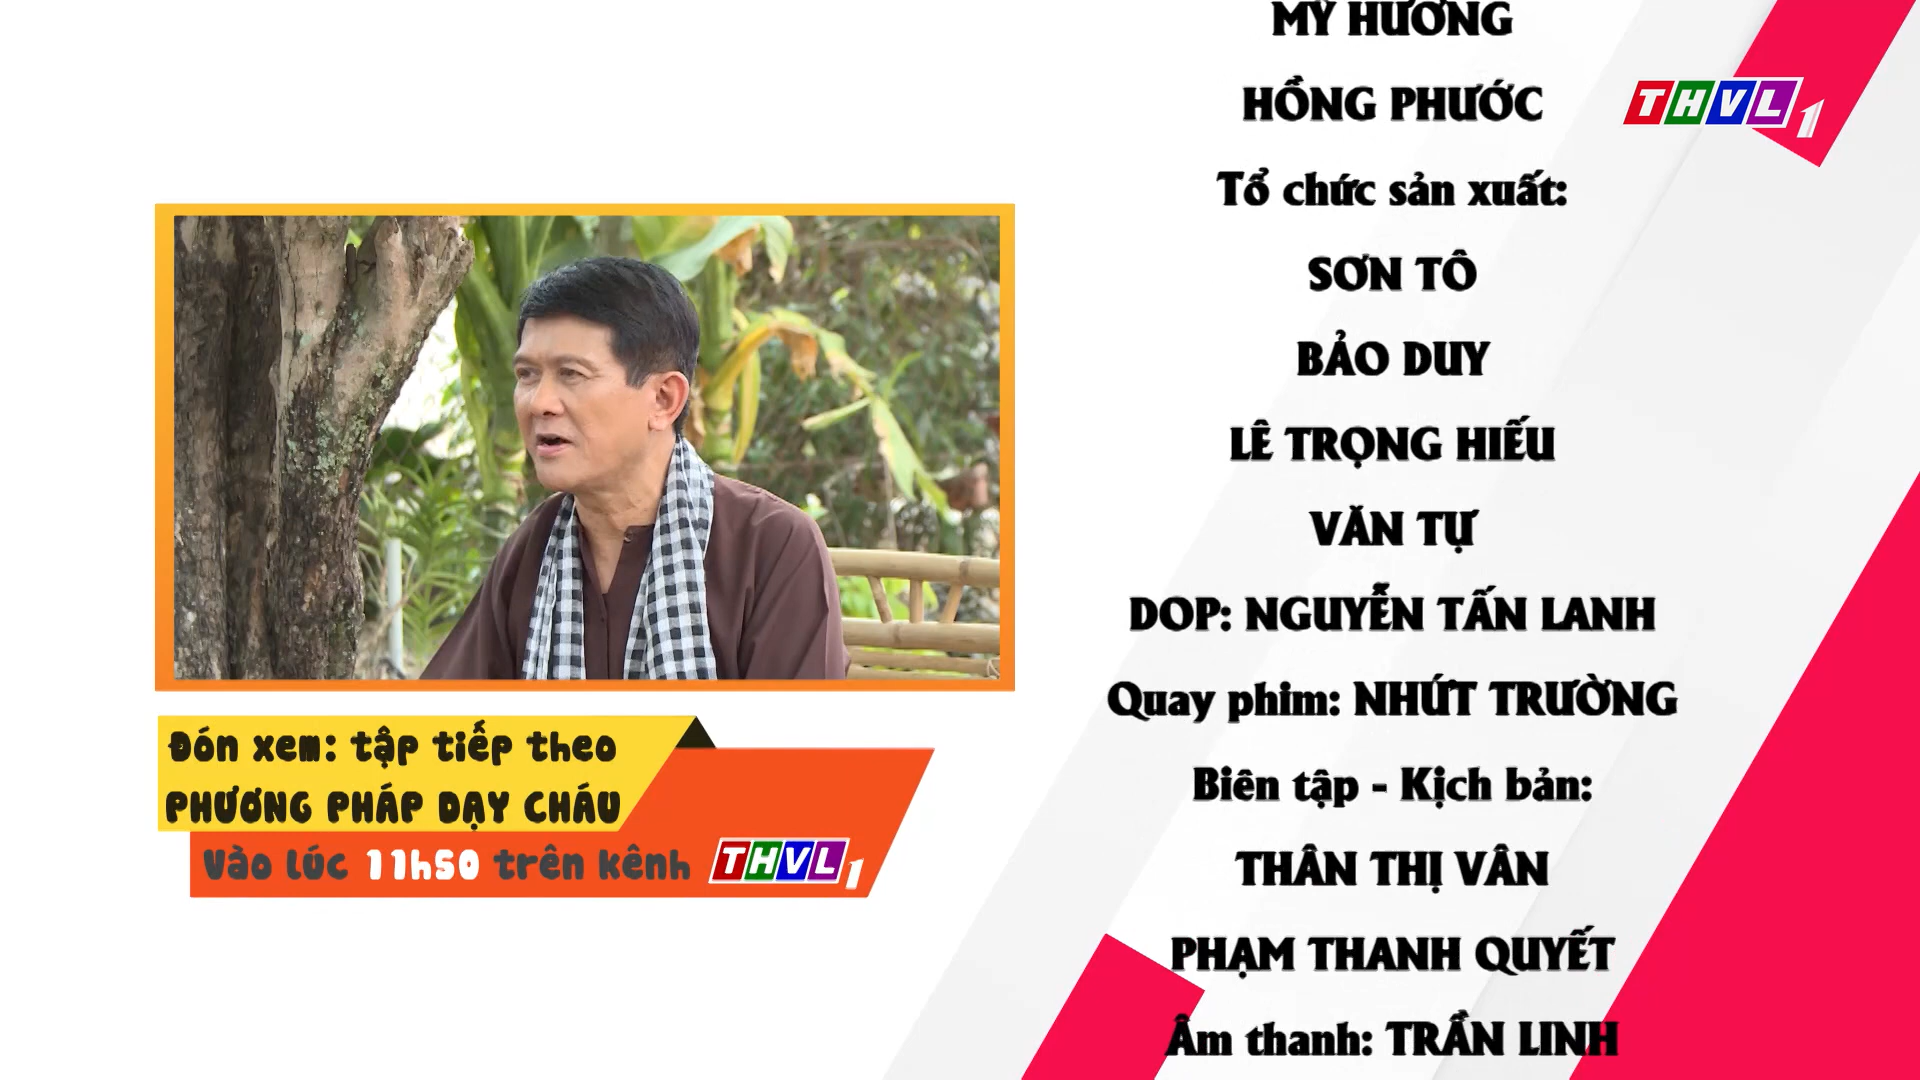 MỸ HƯƠNG
HỒNG PHƯỚC
Tổ chức sản xuất:
SƠN TÔ
BẢO DUY
LÊ TRỌNG HIẾU
VĂN TỰ
DOP: NGUYỄN TẤN LANH
Quay phim: NHỨT TRƯỜNG
Biên tập - Kịch bản:
THÂN THỊ VÂN
PHẠM THANH QUYẾT
Âm thanh: TRẦN LINH
THVL1
Đón xem: tập tiếp theo
PHƯƠNG PHÁP DẠY CHÁU
Vào lúc 11h50 trên kênh THVL1